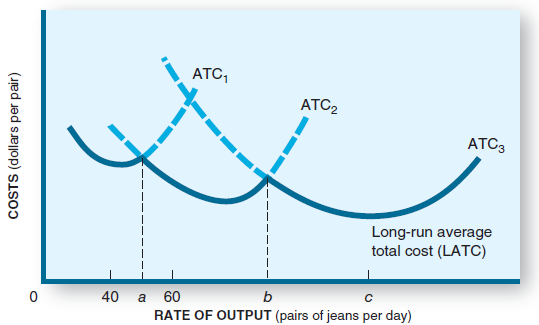 COSTS (dollars per pair)
ATC1
ATC2
ATC3
Long-run average
total cost (LATC)
0 40 a 60 b c
RATE OF OUTPUT (pairs of jeans per day)